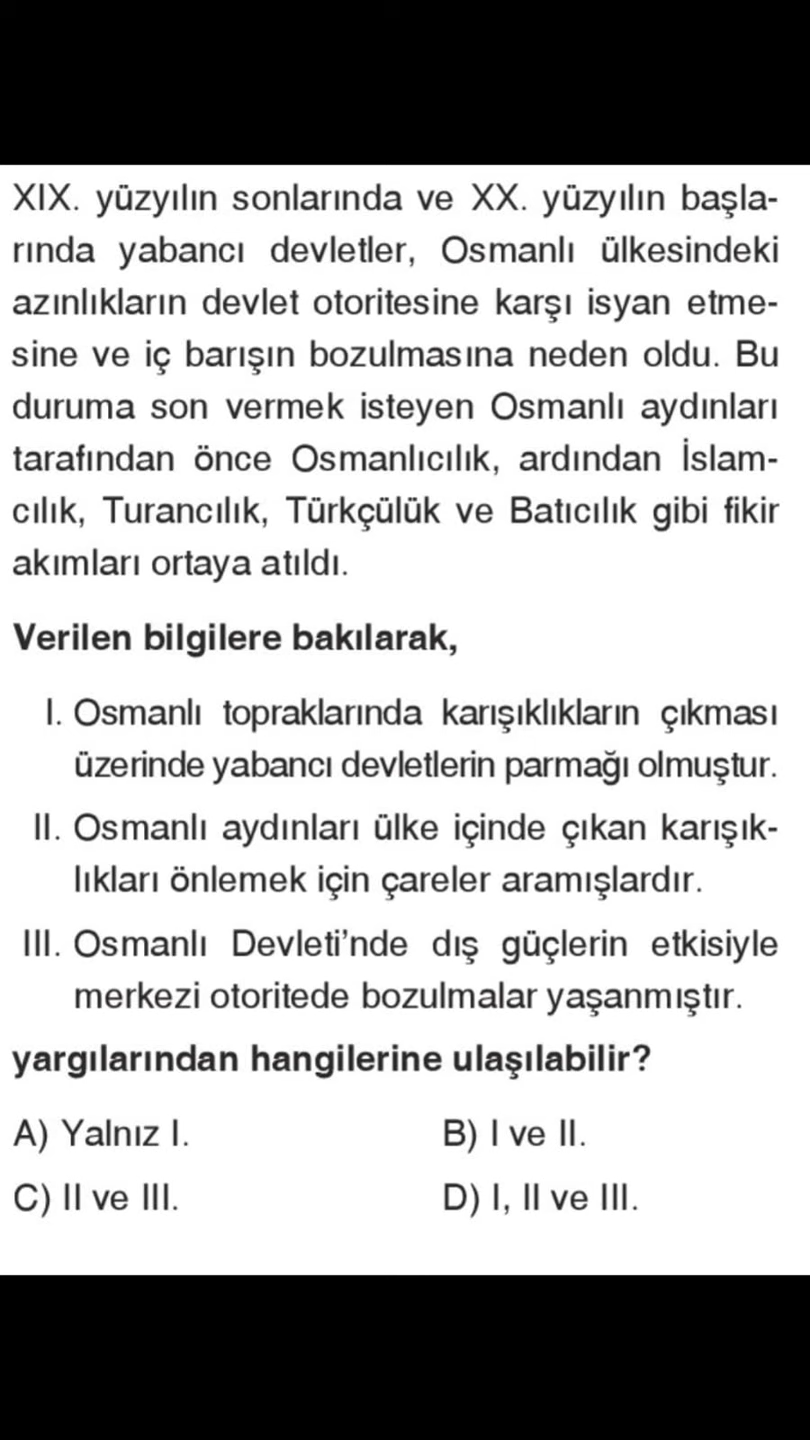 XIX. yüzyılın sonlarında ve XX. yüzyılın başla-
rında yabancı devletler, Osmanlı ülkesindeki
azınlıkların devlet otoritesine karşı isyan etme-
sine ve iç barışın bozulmasına neden oldu. Bu
duruma son vermek isteyen Osmanlı aydınları
tarafından önce Osmanlıcılık, ardından İslam-
cılık, Turancılık, Türkçülük ve Batıcılık gibi fikir
akımları ortaya atıldı.
Verilen bilgilere bakılarak,
I. Osmanlı topraklarında karışıklıkların çıkması
üzerinde yabancı devletlerin parmağı olmuştur.
II. Osmanlı aydınları ülke içinde çıkan karışık-
lıkları önlemek için çareler aramışlardır.
III. Osmanlı Devleti’nde dış güçlerin etkisiyle
merkezi otoritede bozulmalar yaşanmıştır.
yargılarından hangilerine ulaşılabilir?
A) Yalnız I. B) I ve II.
C) II ve III. D) I, II ve III.